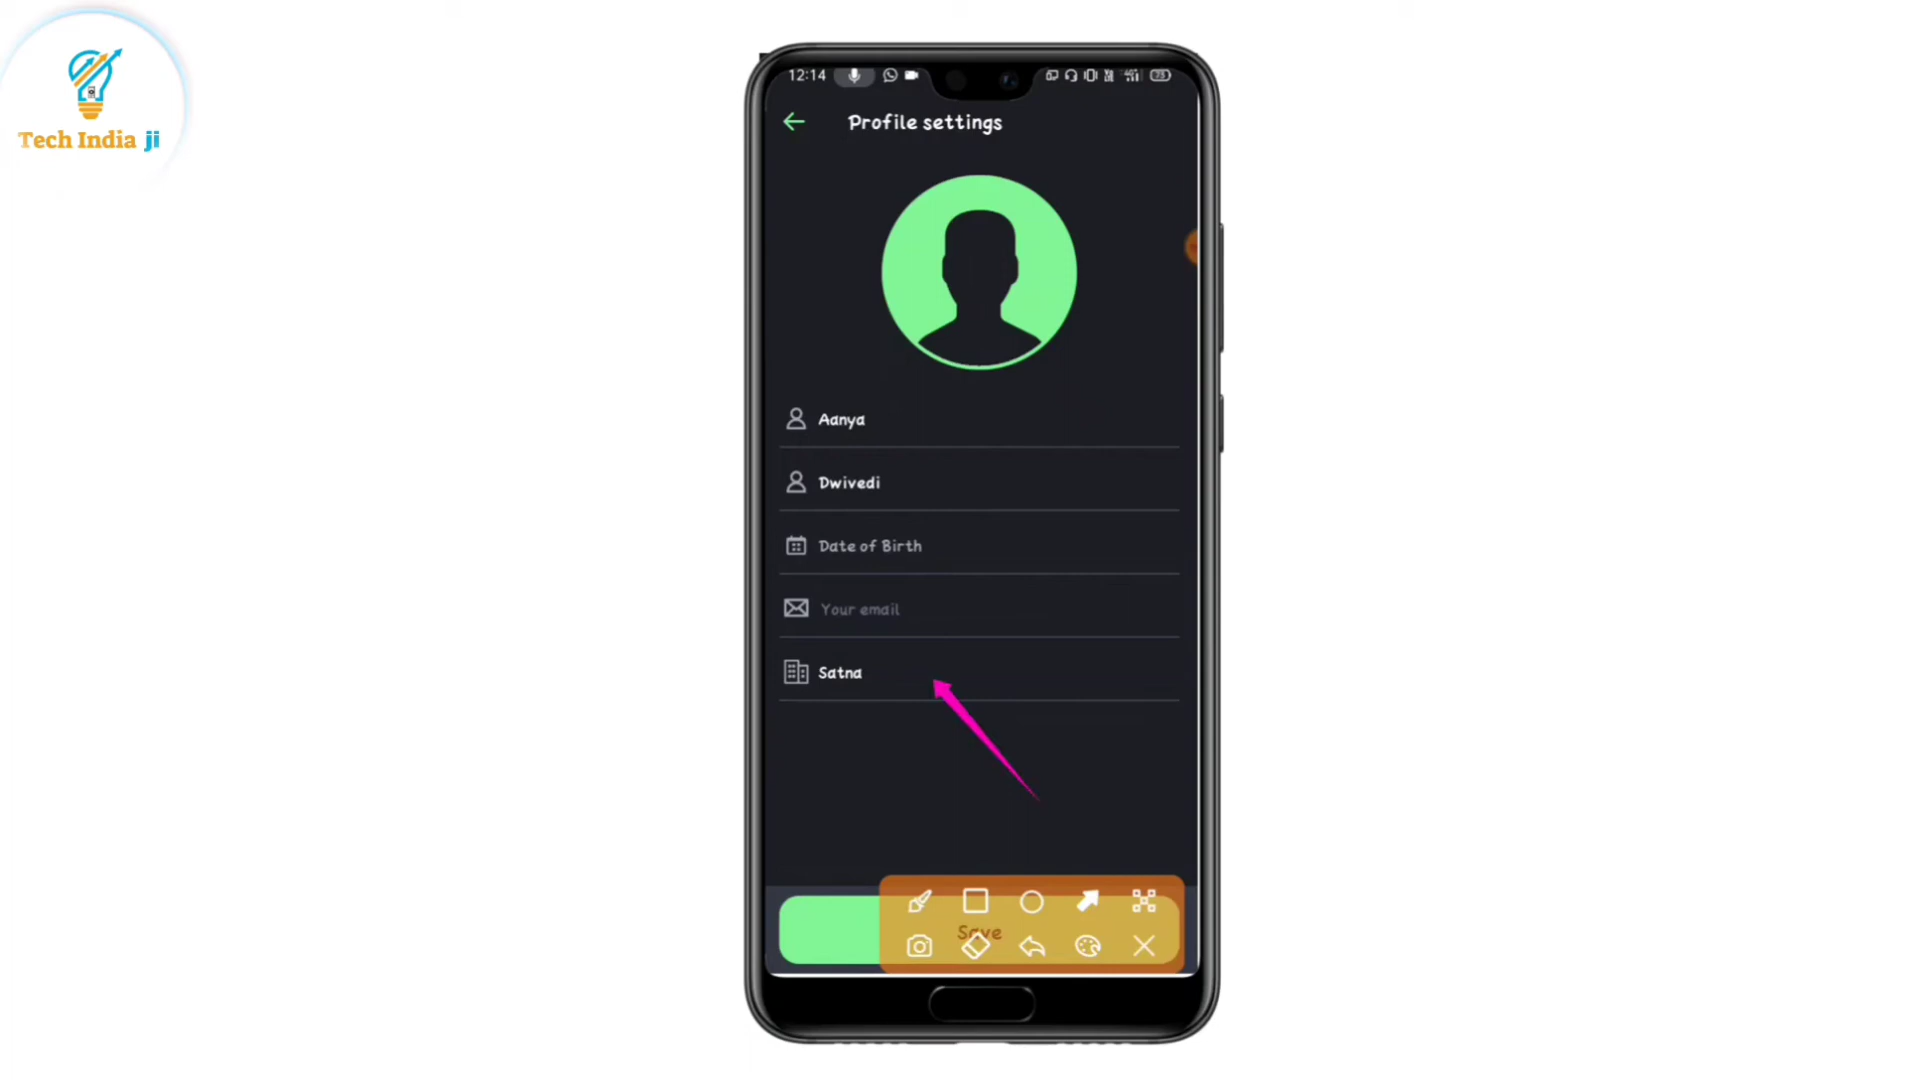 Tech India ji
12:14
Profile settings
Aanya
Dwivedi
Date of Birth
Your email
Satna
Save